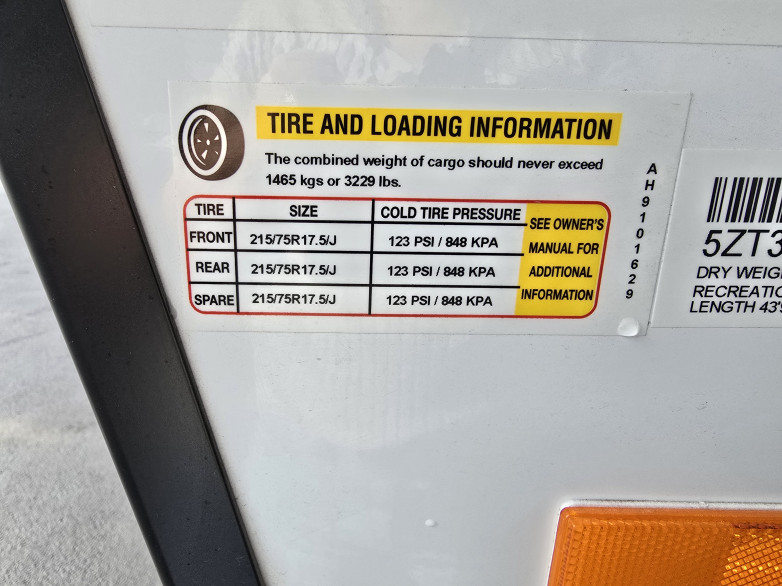 TIRE AND LOADING INFORMATION
The combined weight of cargo should never exceed
1465 kgs or 3229 lbs.
TIRE SIZE COLD TIRE PRESSURE
FRONT 215/75R17.5/J 123 PSI / 848 KPA
REAR 215/75R17.5/J 123 PSI / 848 KPA
SPARE 215/75R17.5/J 123 PSI / 848 KPA
SEE OWNER'S
MANUAL FOR
ADDITIONAL
INFORMATION
AH9101629
5ZT3
DRY WEIG
RECREATIO
LENGTH 43'